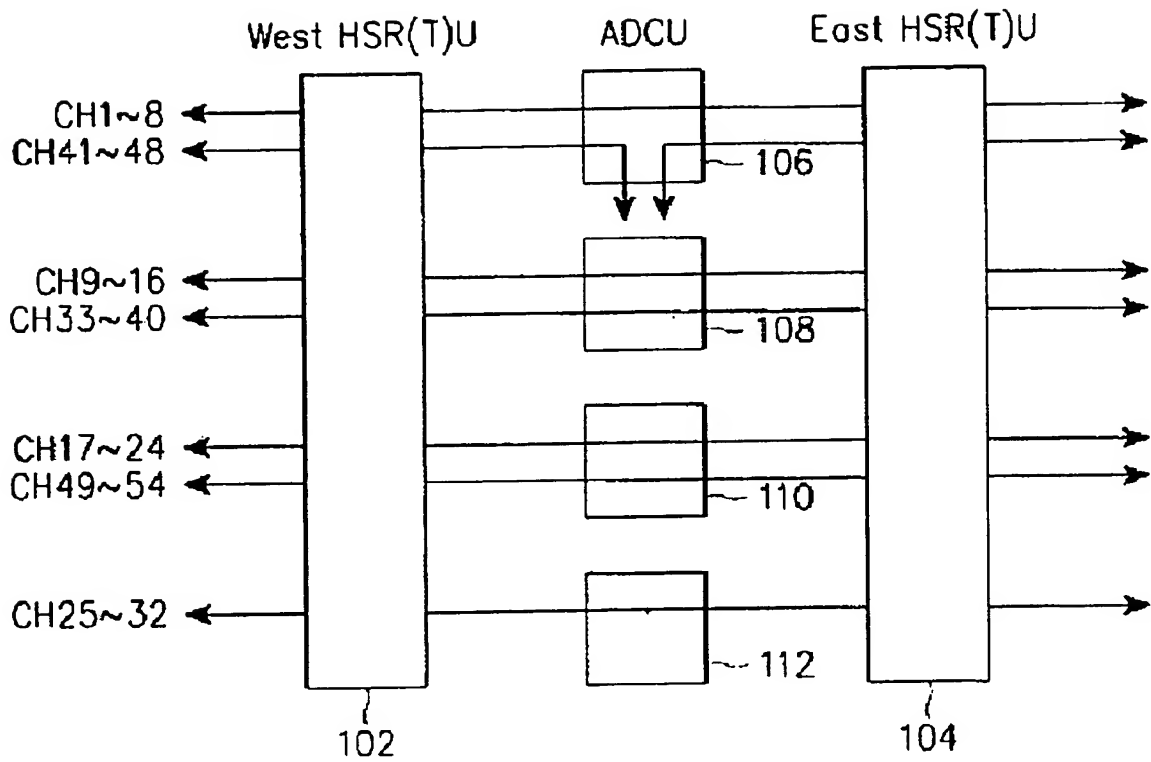 West HSR(T)U
ADCU
East HSR(T)U
CH1~8
CH41~48
106
CH9~16
CH33~40
108
CH17~24
CH49~54
110
CH25~32
112
102
104